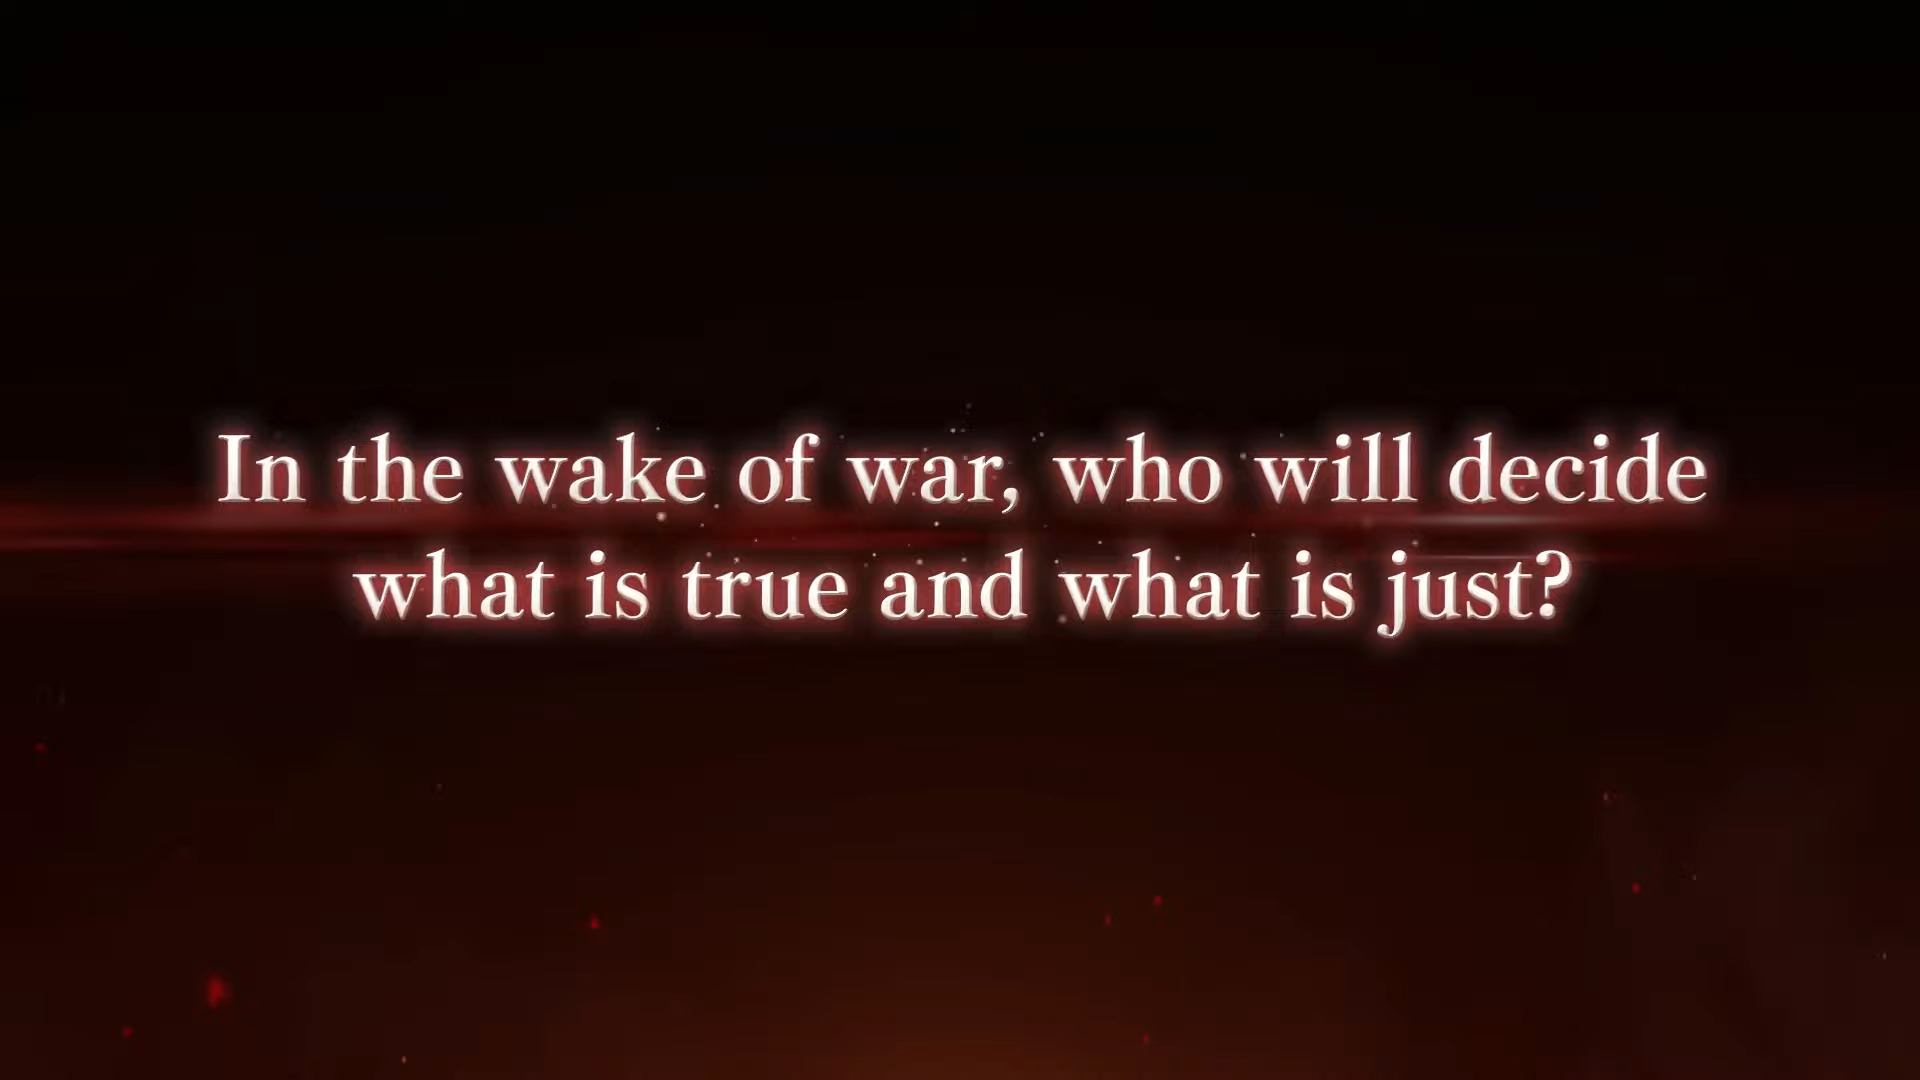 In the wake of war, who will decide
what is true and what is just?